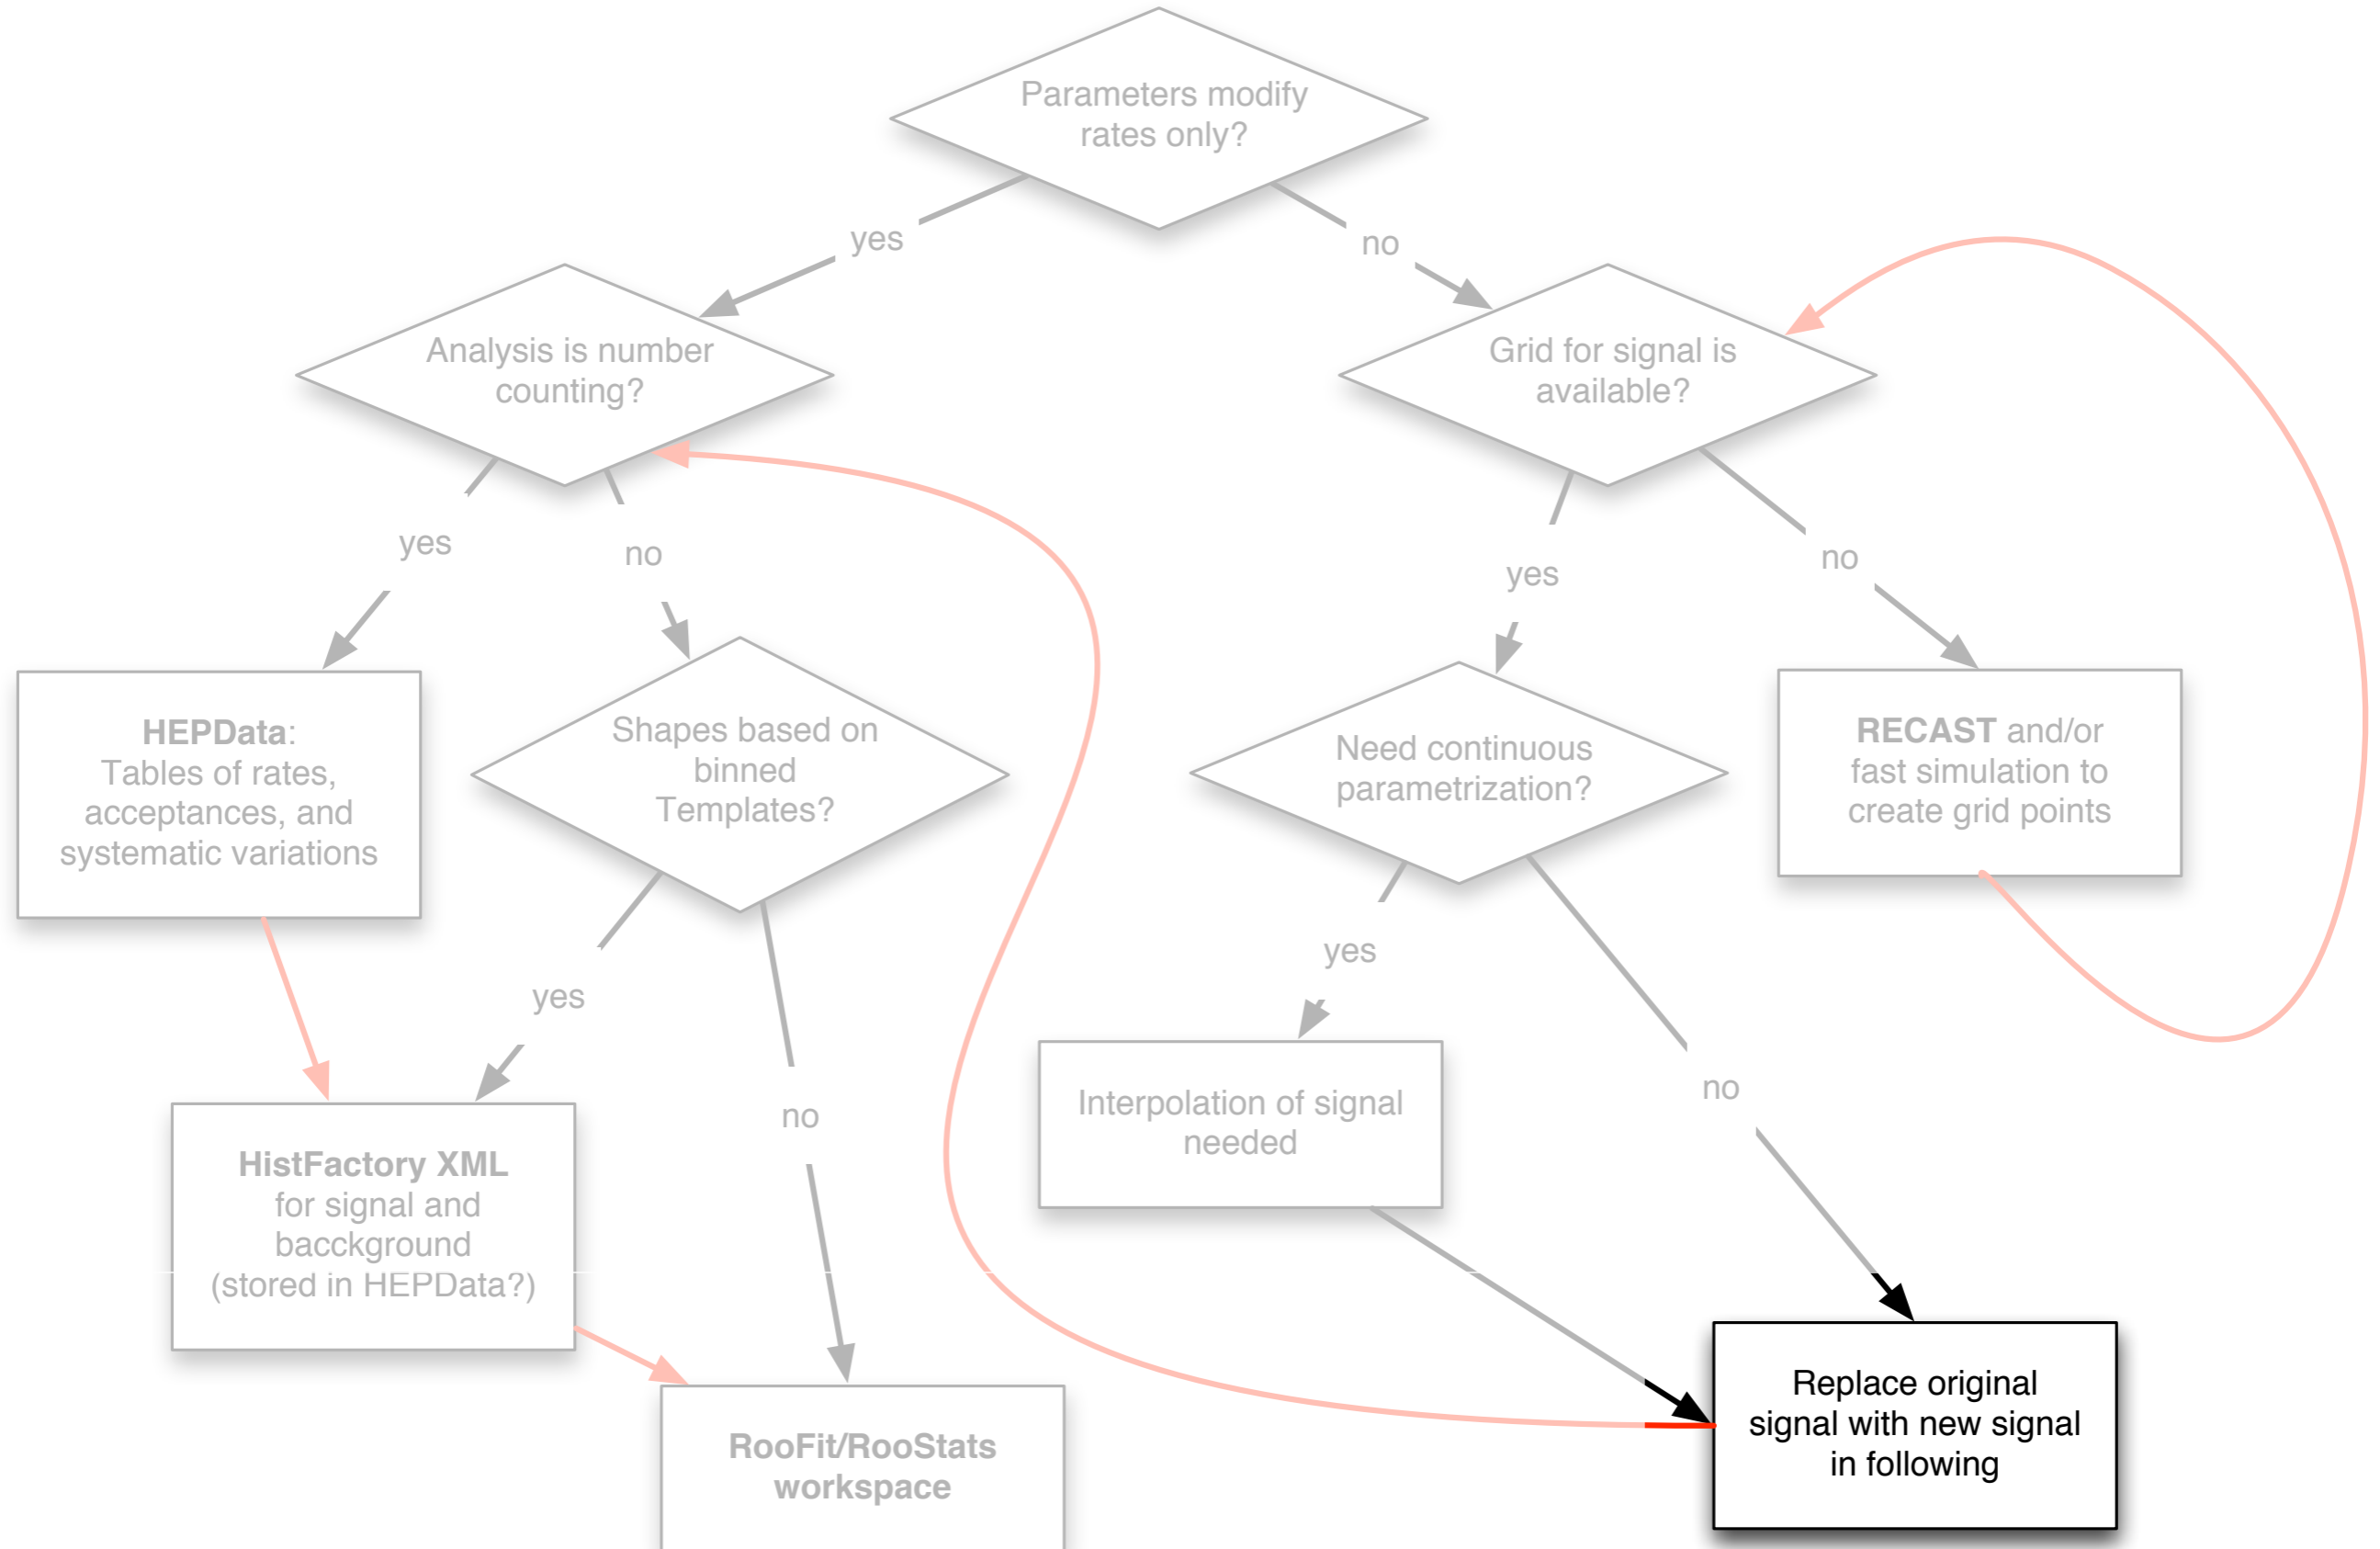 Parameters modify
rates only?
yes
no
Analysis is number
counting?
Grid for signal is
available?
yes
no
yes
no
HEPData:
Tables of rates,
acceptances, and
systematic variations
Shapes based on
binned
Templates?
Need continuous
parametrization?
RECAST and/or
fast simulation to
create grid points
yes
no
yes
no
HistFactory XML
for signal and
bacckground
(stored in HEPData?)
Interpolation of signal
needed
RooFit/RooStats
workspace
Replace original
signal with new signal
in following